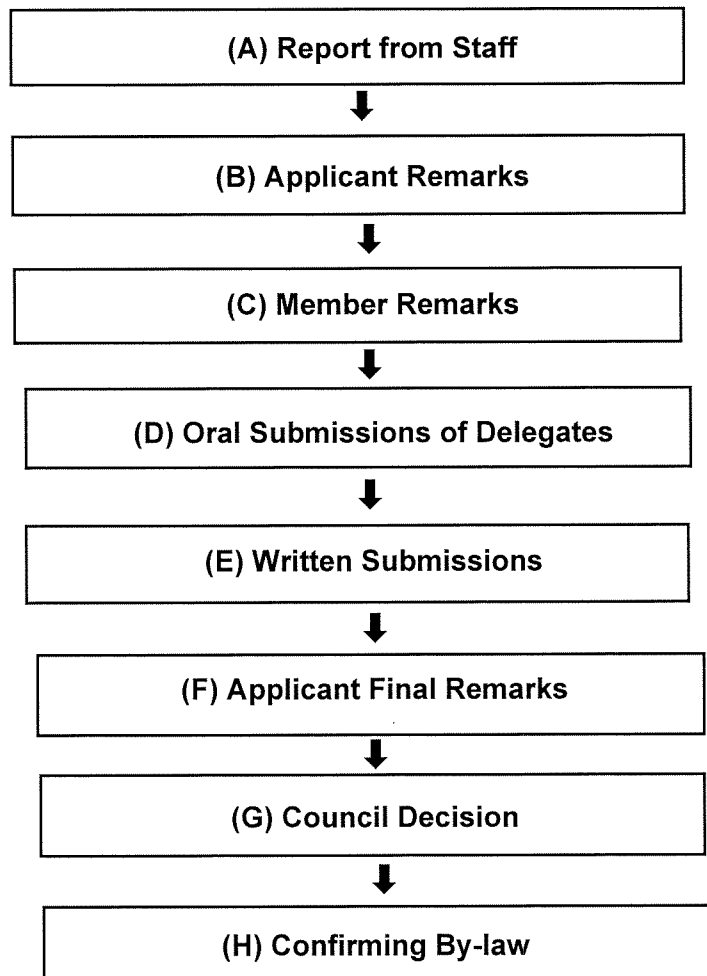 (A) Report from Staff
(B) Applicant Remarks
(C) Member Remarks
(D) Oral Submissions of Delegates
(E) Written Submissions
(F) Applicant Final Remarks
(G) Council Decision
(H) Confirming By-law